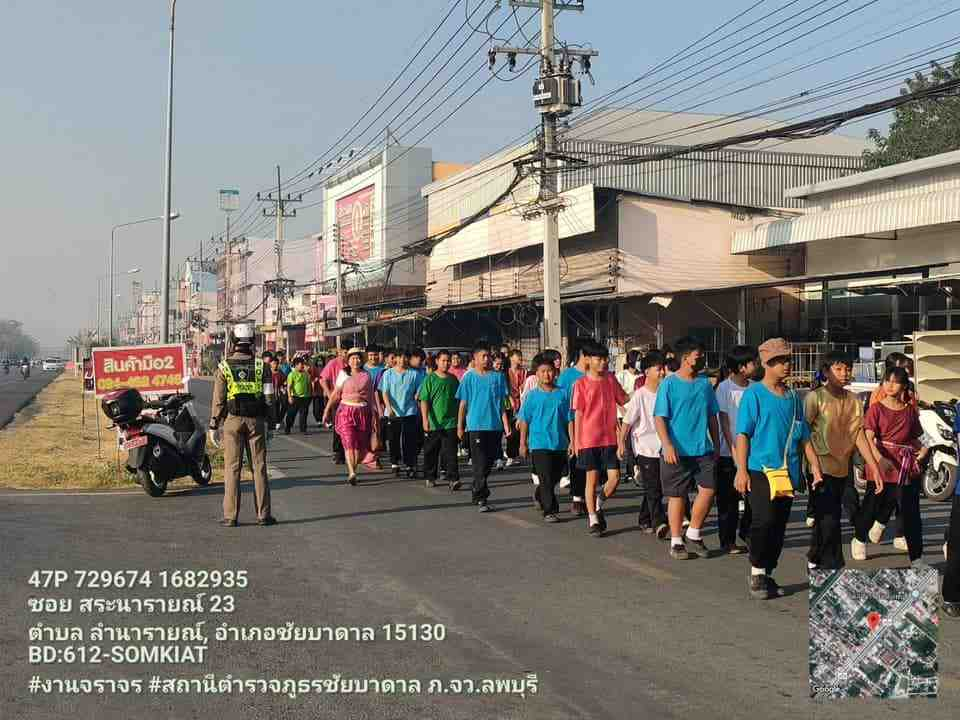 สินค้ามือ2
47P 729674 1682935
ซอย สระนารายณ์ 23
ตำบล ลำนารายณ์, อำเภอชัยบาดาล 15130
BD:612-SOMKIAT
#งานจราจร #สถานีตำรวจภูธรชัยบาดาล ภ.จว.ลพบุรี
Google